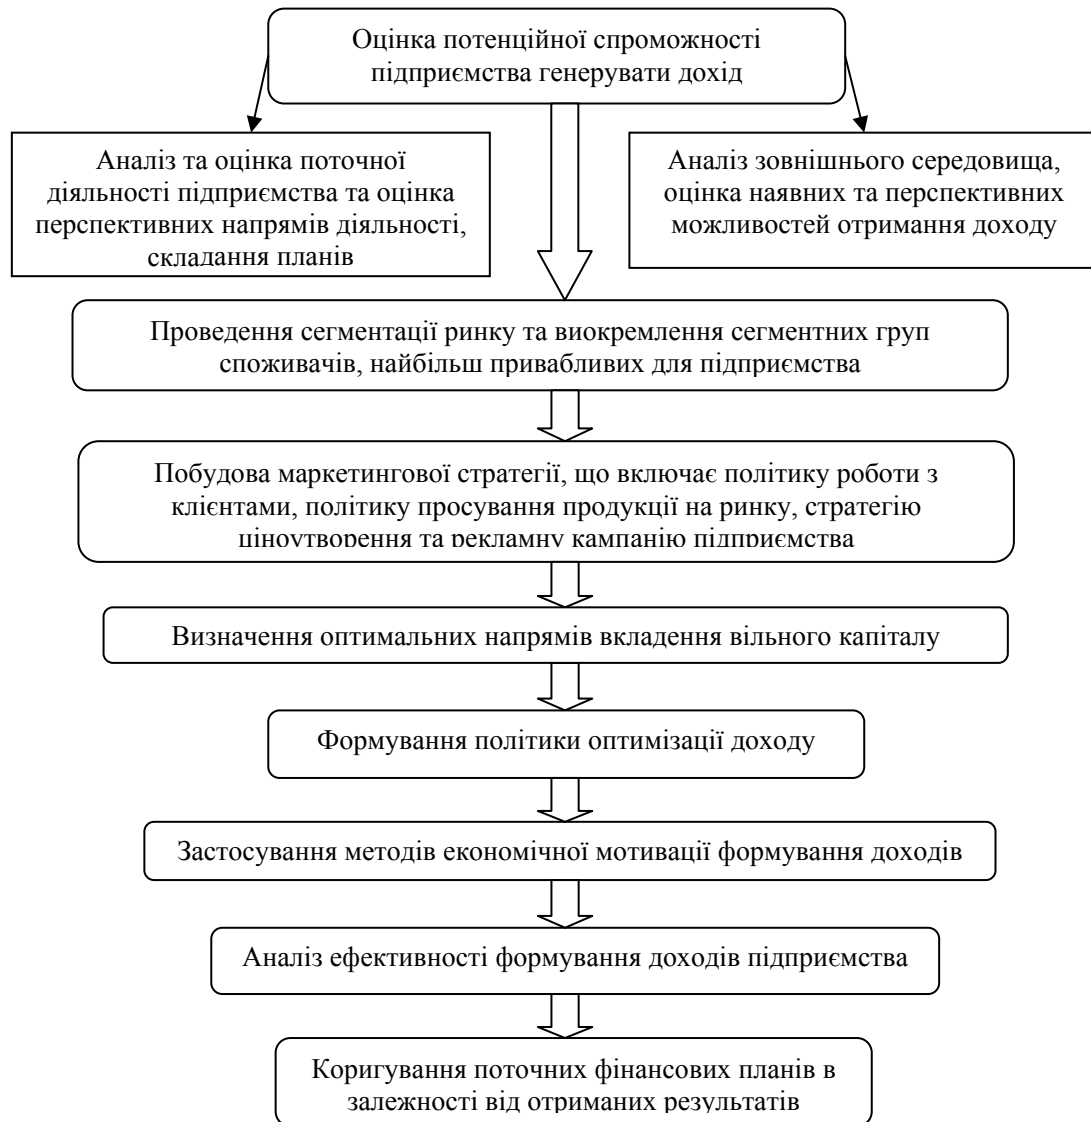 Оцінка потенційної спроможності
підприємства генерувати дохід
Аналіз та оцінка поточної
діяльності підприємства та оцінка
перспективних напрямів діяльності,
складання планів
Аналіз зовнішнього середовища,
оцінка наявних та перспективних
можливостей отримання доходу
Проведення сегментації ринку та виокремлення сегментних груп
споживачів, найбільш привабливих для підприємства
Побудова маркетингової стратегії, що включає політику роботи з
клієнтами, політику просування продукції на ринку, стратегію
ціноутворення та рекламну кампанію підприємства
Визначення оптимальних напрямів вкладення вільного капіталу
Формування політики оптимізації доходу
Застосування методів економічної мотивації формування доходів
Аналіз ефективності формування доходів підприємства
Коригування поточних фінансових планів в
залежності від отриманих результатів